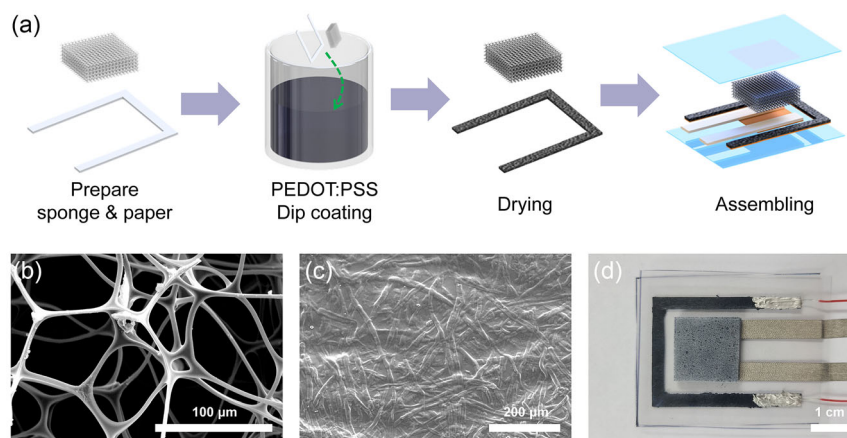 (a)
Prepare
sponge & paper
PEDOT:PSS
Dip coating
Drying
Assembling
(b)
100 µm
(c)
200 µm
(d)
1 cm